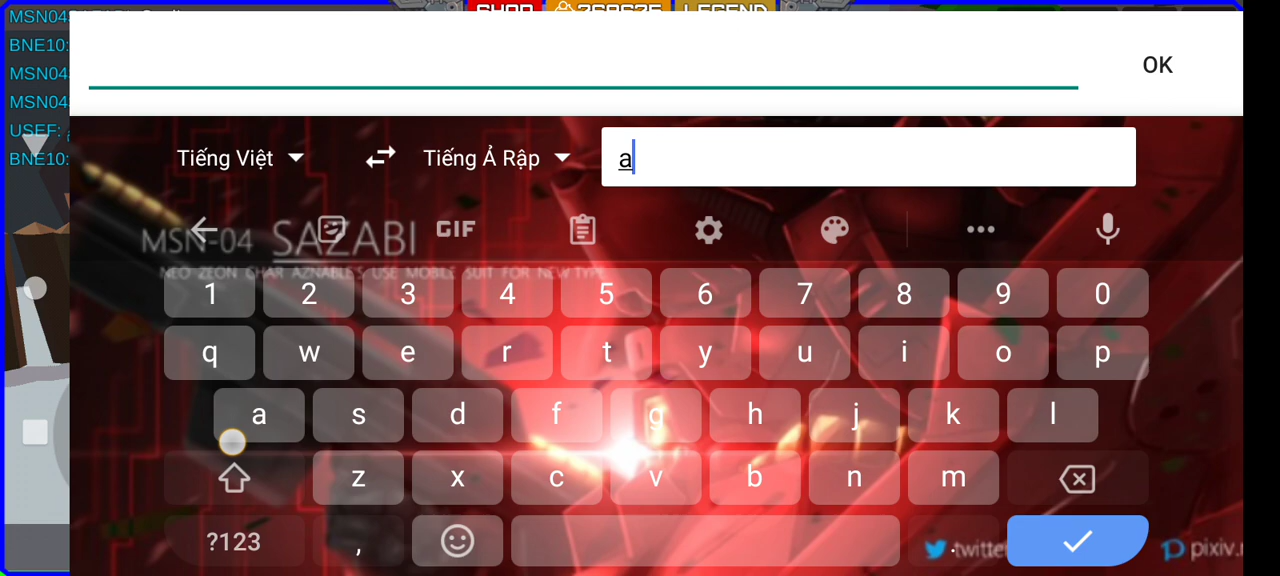 SHOP 268675 LEGEND
MSN04
BNE10:
MSN04
MSN04
USEF:
BNE10:
OK
Tiếng Việt
Tiếng Ả Rập
a
GIF
MSN-04 SAZABI
NEO ZEON CHAR AZNABLE'S USE MOBILE SUIT FOR NEW TYPE
1 2 3 4 5 6 7 8 9 0
q w e r t y u i o p
a s d f g h j k l
z x c v b n m
?123 , .
twitte
pixiv.